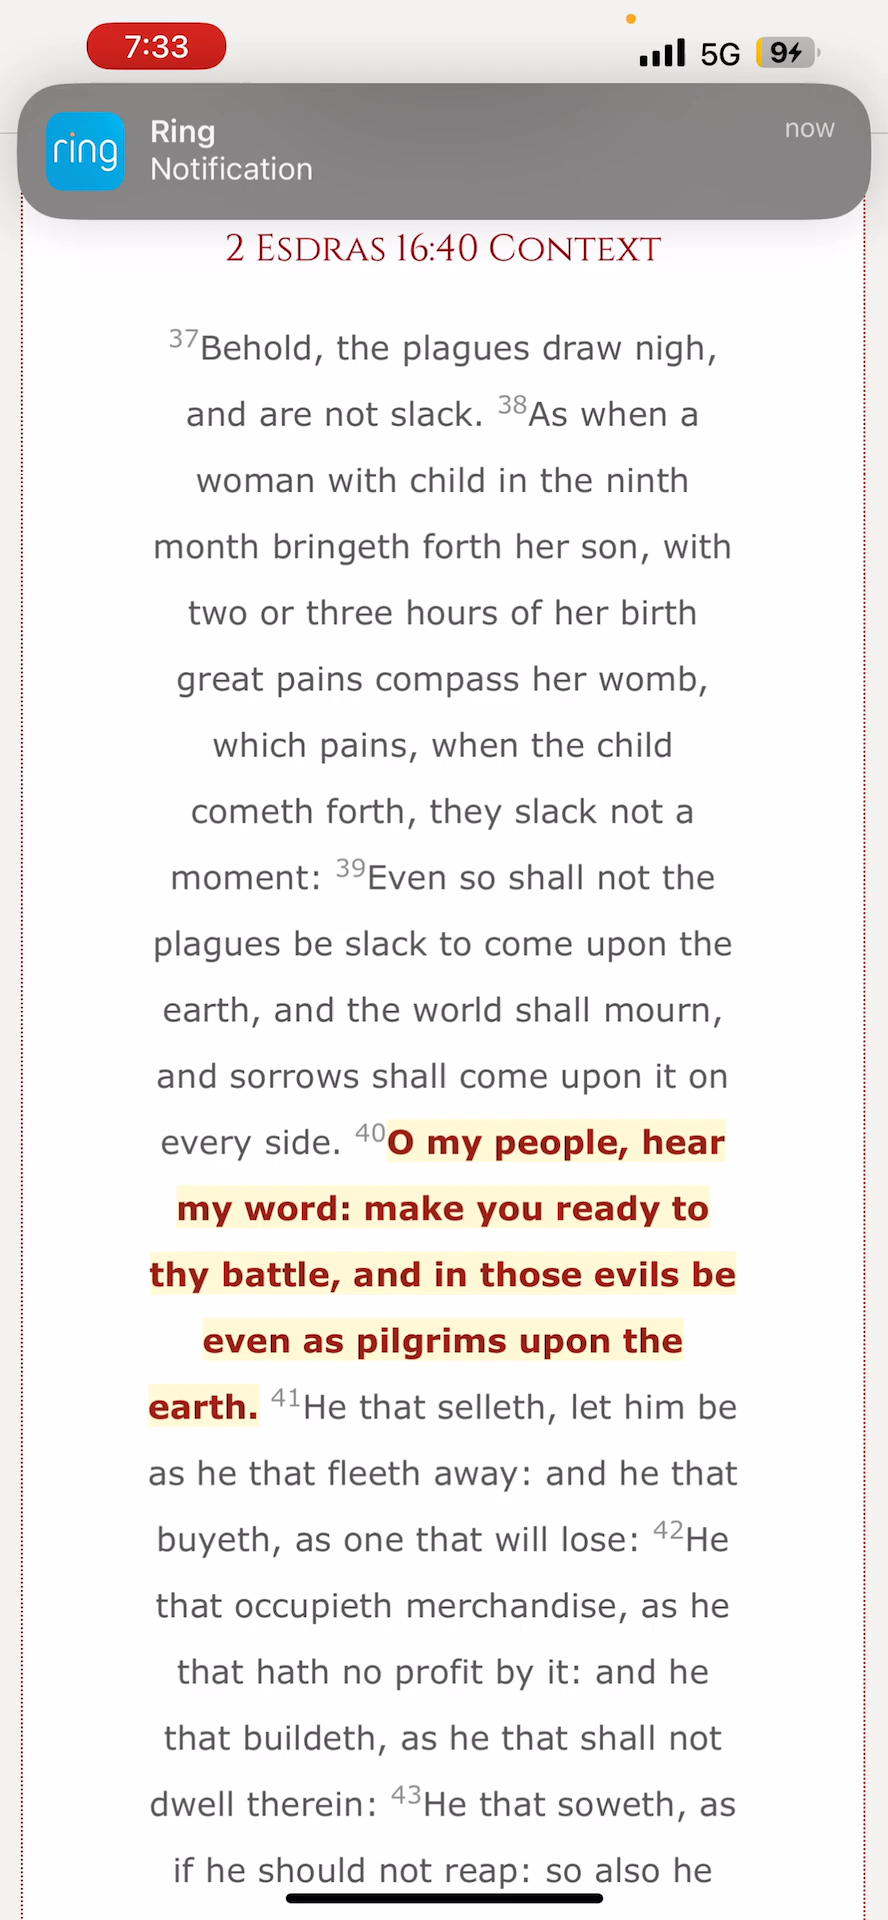 7:33
5G
9
ring
Ring
now
Notification
2 Esdras 16:40 Context
37Behold, the plagues draw nigh,
and are not slack. 38As when a
woman with child in the ninth
month bringeth forth her son, with
two or three hours of her birth
great pains compass her womb,
which pains, when the child
cometh forth, they slack not a
moment: 39Even so shall not the
plagues be slack to come upon the
earth, and the world shall mourn,
and sorrows shall come upon it on
every side. 40O my people, hear
my word: make you ready to
thy battle, and in those evils be
even as pilgrims upon the
earth. 41He that selleth, let him be
as he that fleeth away: and he that
buyeth, as one that will lose: 42He
that occupieth merchandise, as he
that hath no profit by it: and he
that buildeth, as he that shall not
dwell therein: 43He that soweth, as
if he should not reap: so also he